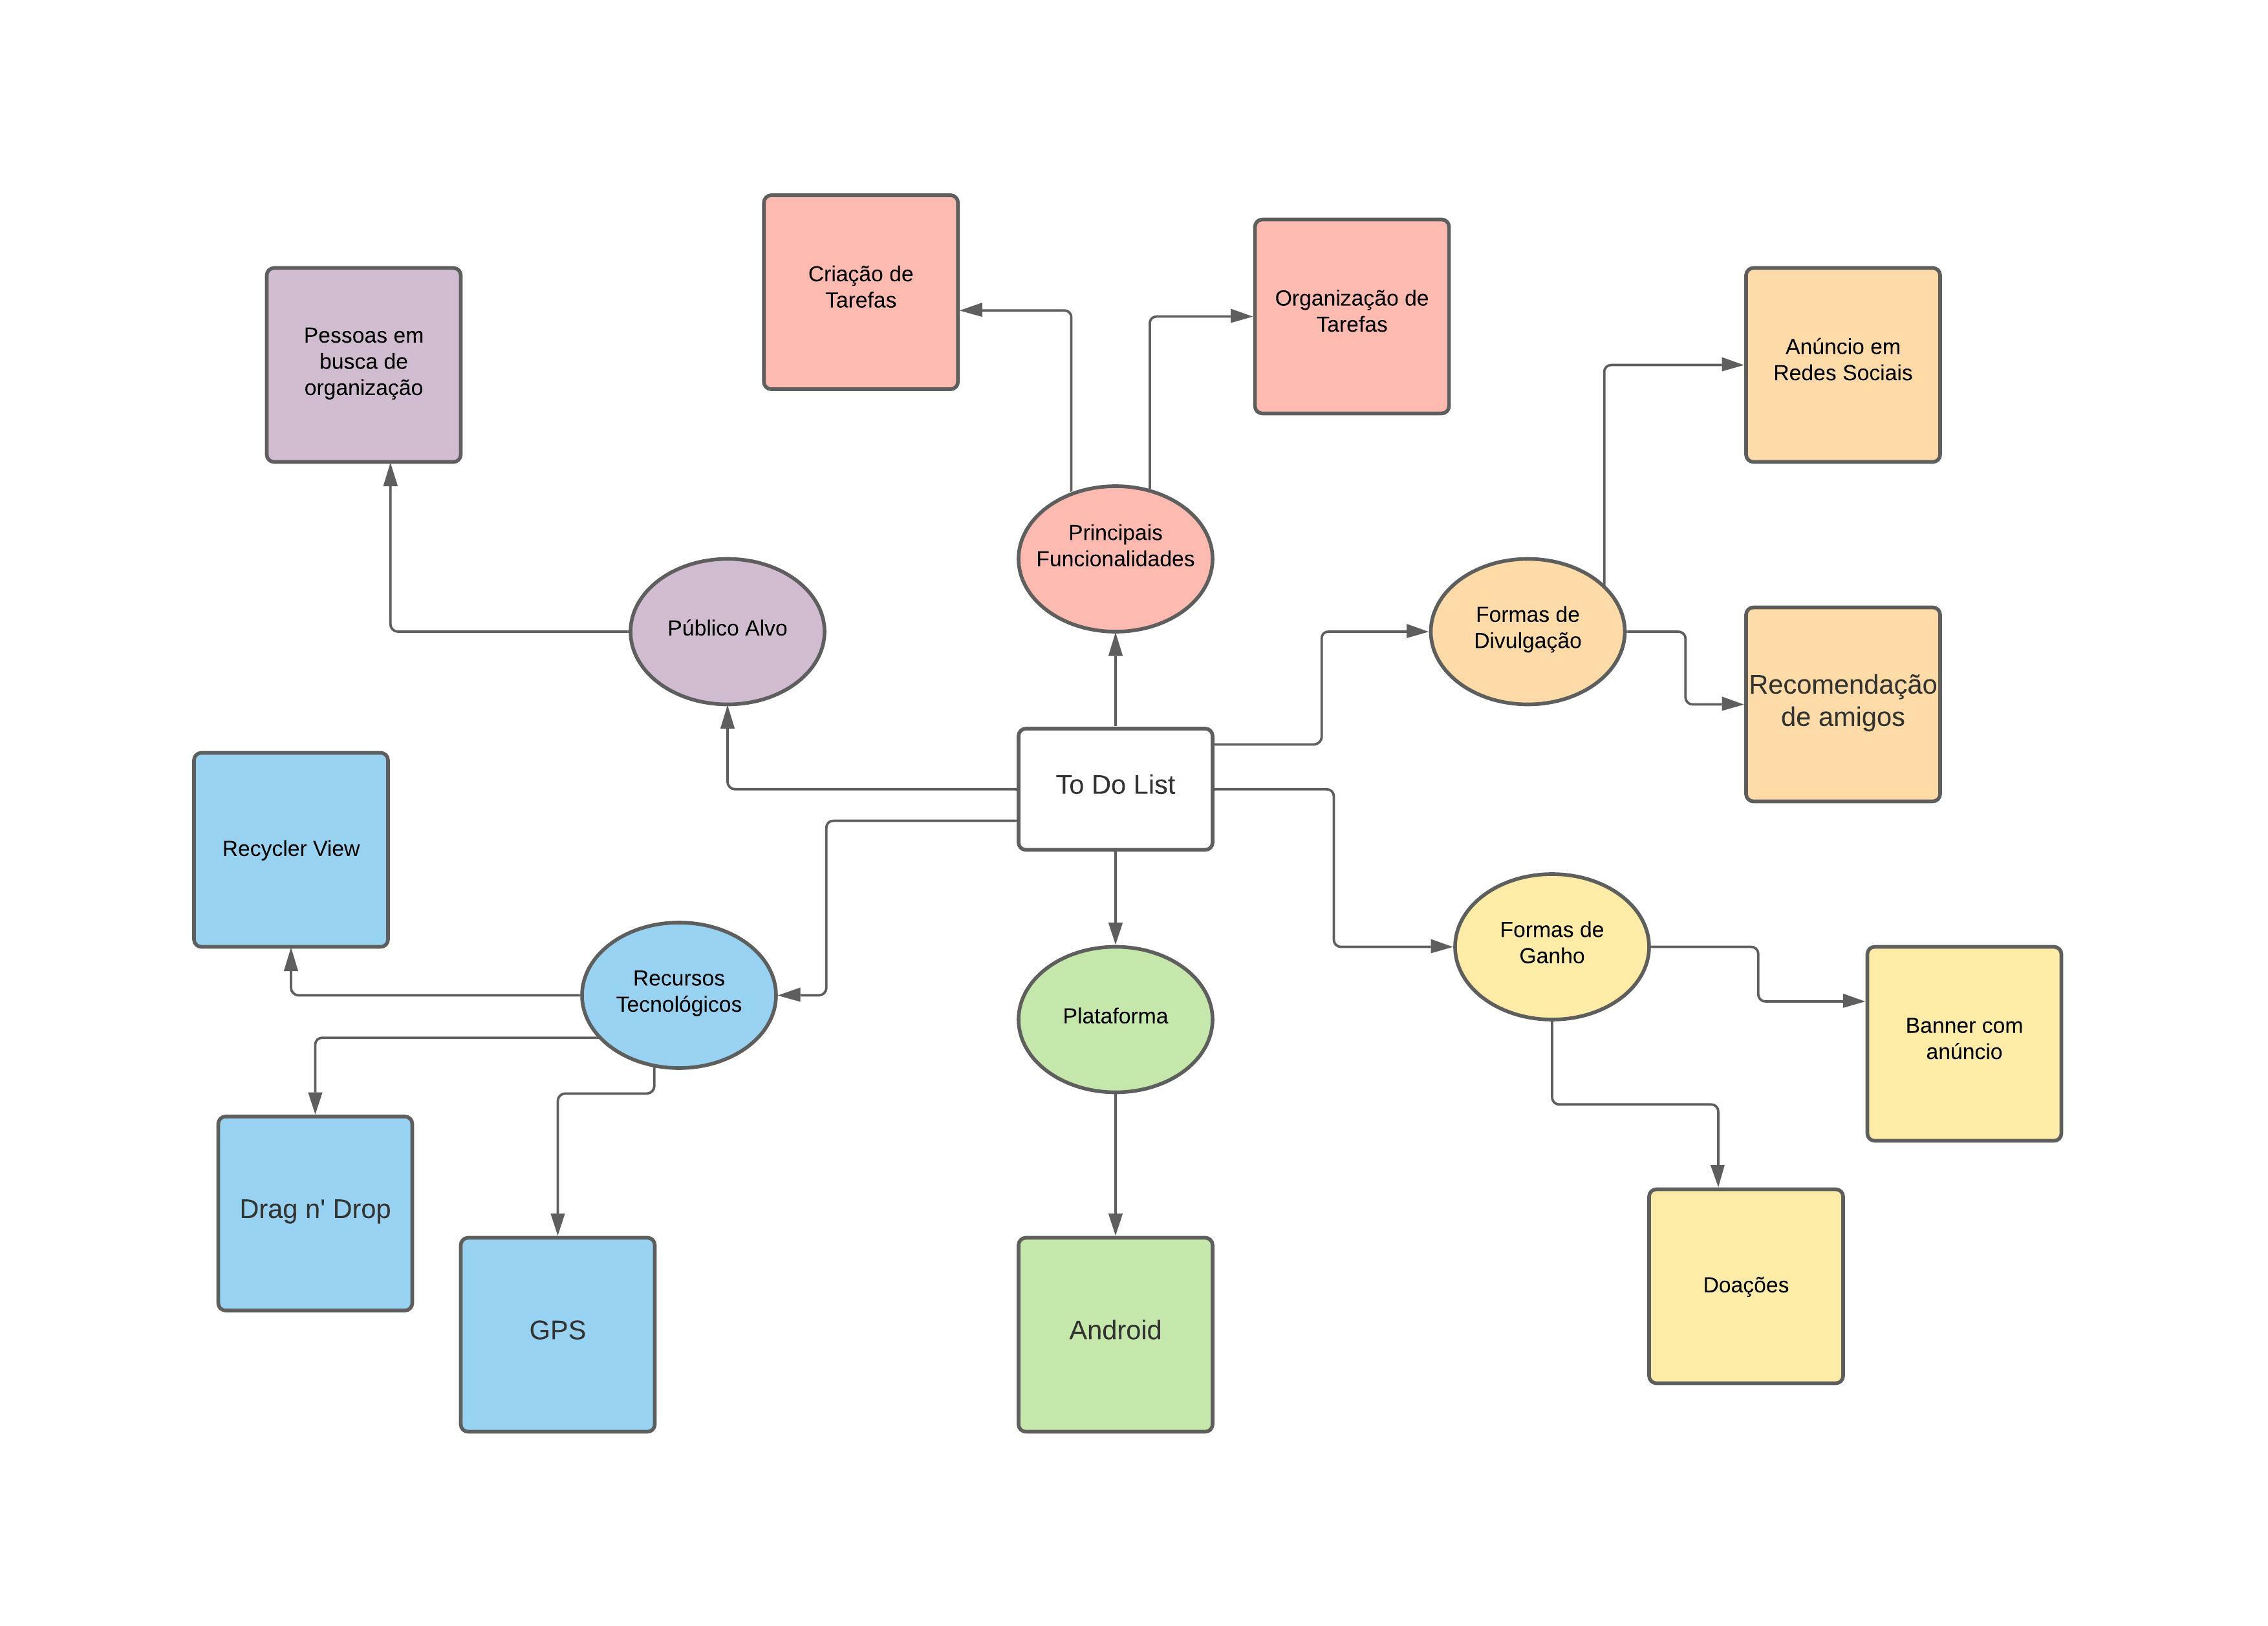 Criação de
Tarefas
Organização de
Tarefas
Pessoas em
busca de
organização
Anúncio em
Redes Sociais
Principais
Funcionalidades
Público Alvo
Formas de
Divulgação
Recomendação
de amigos
To Do List
Recycler View
Formas de
Ganho
Recursos
Tecnológicos
Plataforma
Banner com
anúncio
Drag n' Drop
GPS
Android
Doações